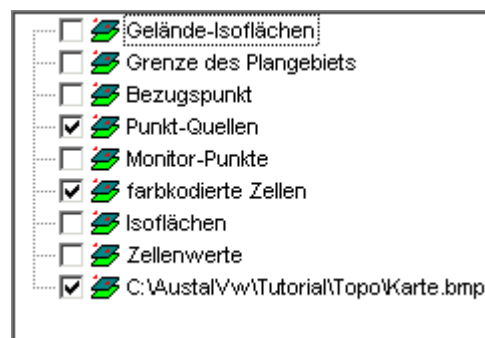 Gelände-Isoflächen
Grenze des Plangebiets
Bezugspunkt
Punkt-Quellen
Monitor-Punkte
farbkodierte Zellen
Isoflächen
Zellenwerte
C:\AustalVw\Tutorial\Topo\Karte.bmp